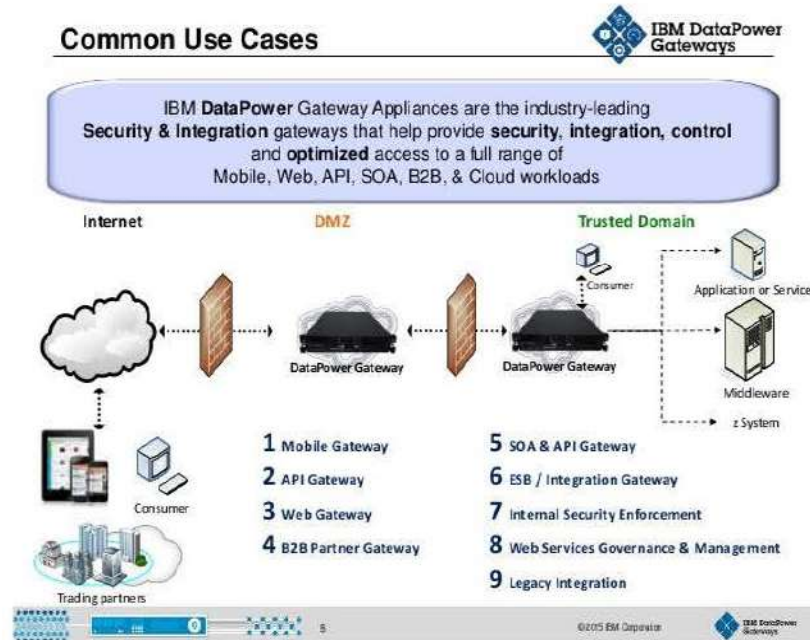 Common Use Cases
IBM DataPower
Gateways
IBM DataPower Gateway Appliances are the industry-leading
Security & Integration gateways that help provide security, integration, control
and optimized access to a full range of
Mobile, Web, API, SOA, B2B, & Cloud workloads
Internet
DMZ
Trusted Domain
Consumer
Application or Service
DataPower Gateway
DataPower Gateway
Middleware
z System
Consumer
Trading partners
1 Mobile Gateway
2 API Gateway
3 Web Gateway
4 B2B Partner Gateway
5 SOA & API Gateway
6 ESB / Integration Gateway
7 Internal Security Enforcement
8 Web Services Governance & Management
9 Legacy Integration
©2015 IBM Corporation
IBM DataPower
Gateways